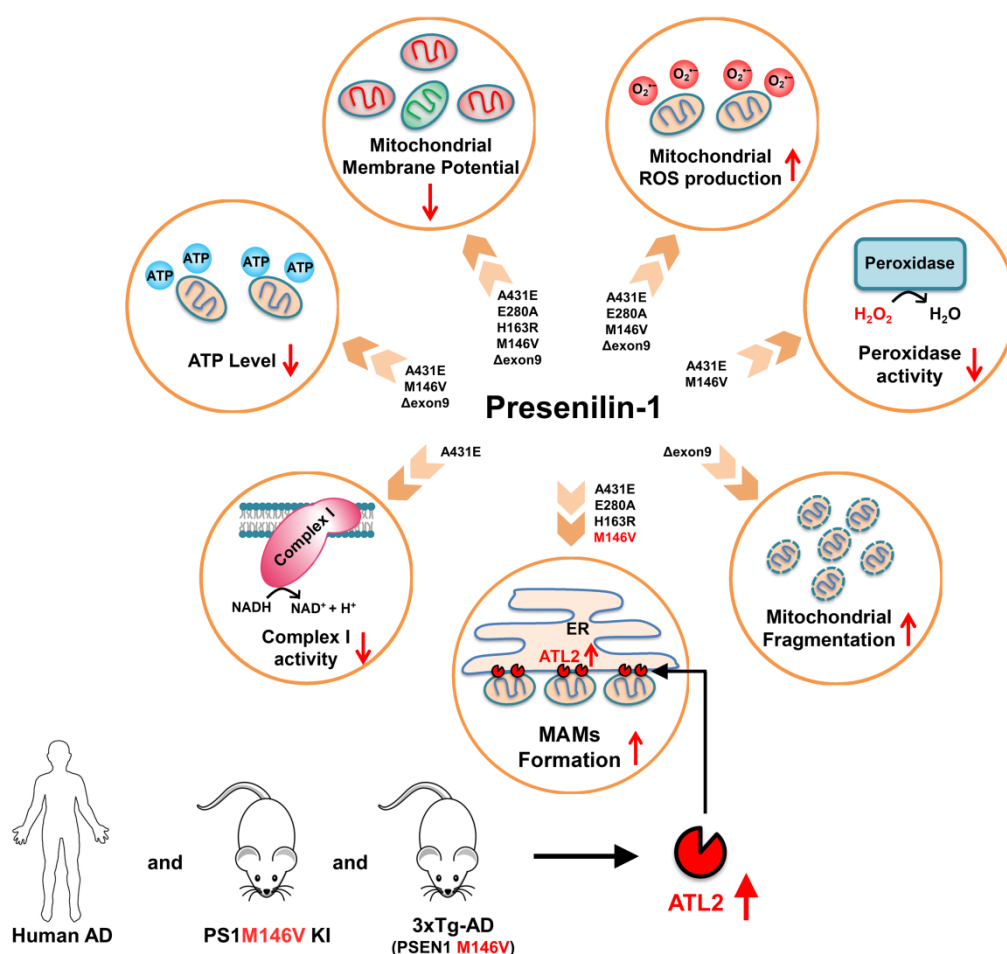 Mitochondrial
Membrane Potential
O₂•−
O₂•−
O₂•−
O₂•−
Mitochondrial
ROS production
ATP
ATP
ATP
ATP
ATP Level
Peroxidase
H₂O₂
H₂O
Peroxidase
activity
A431E
E280A
H163R
M146V
Δexon9
A431E
E280A
M146V
Δexon9
A431E
M146V
Δexon9
A431E
M146V
Presenilin-1
A431E
Δexon9
A431E
E280A
H163R
M146V
Complex I
NADH
NAD⁺ + H⁺
Complex I
activity
ER
ATL2
MAMs
Formation
Mitochondrial
Fragmentation
and
and
Human AD
PS1M146V KI
3xTg-AD
(PSEN1 M146V)
ATL2